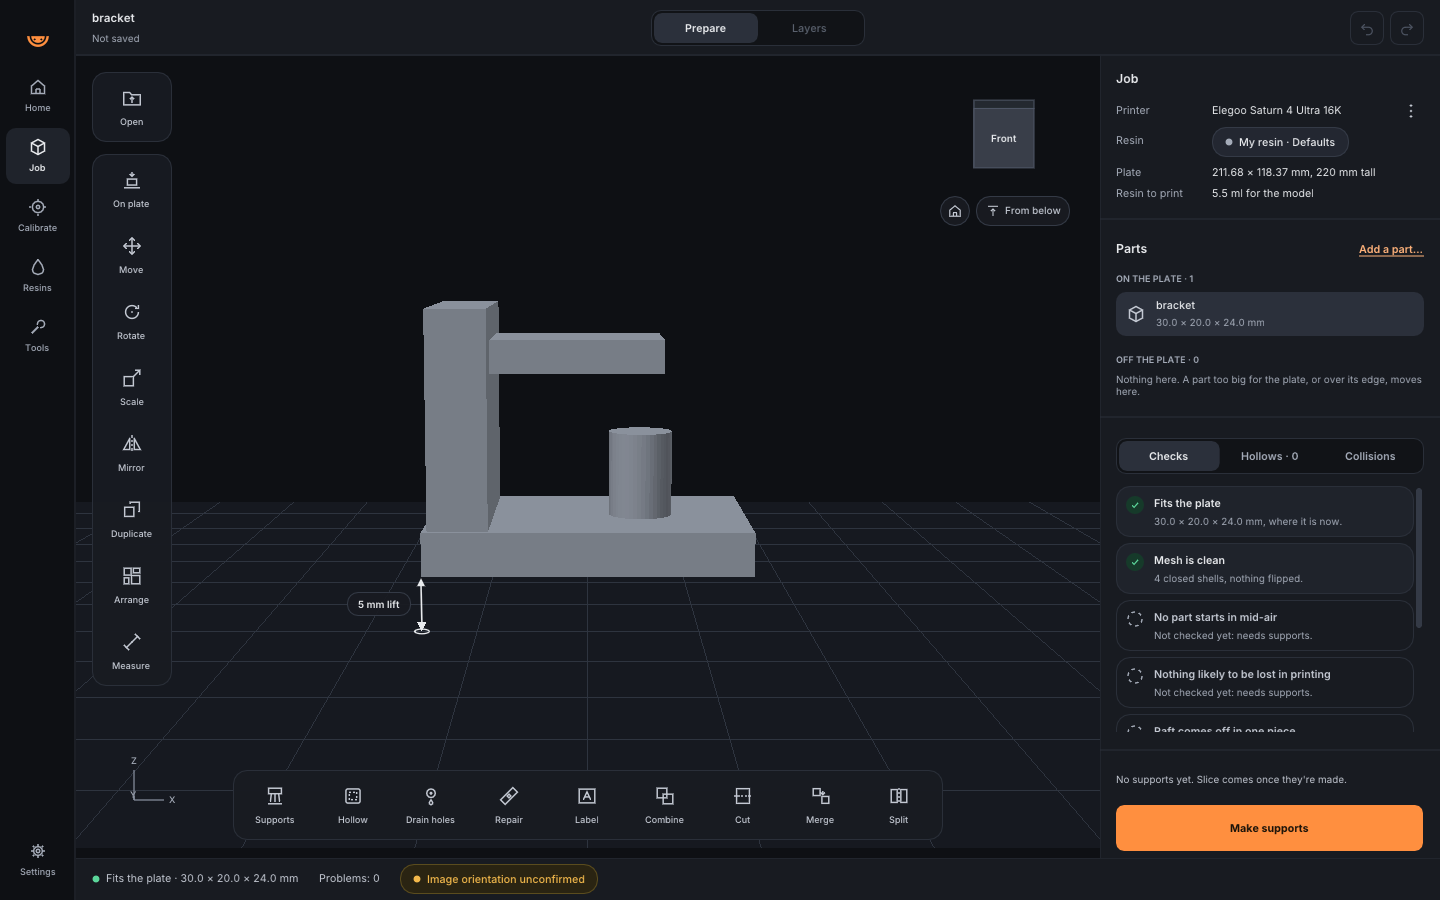 bracket
Not saved
Prepare
Layers
Home
Job
Calibrate
Resins
Tools
Settings
Open
On plate
Move
Rotate
Scale
Mirror
Duplicate
Arrange
Measure
Front
From below
5 mm lift
Z
Y
X
Supports
Hollow
Drain holes
Repair
Label
Combine
Cut
Merge
Split
Job
Printer
Elegoo Saturn 4 Ultra 16K
Resin
My resin · Defaults
Plate
211.68 × 118.37 mm, 220 mm tall
Resin to print
5.5 ml for the model
Parts
Add a part...
ON THE PLATE · 1
bracket
30.0 × 20.0 × 24.0 mm
OFF THE PLATE · 0
Nothing here. A part too big for the plate, or over its edge, moves
here.
Checks
Hollows · 0
Collisions
Fits the plate
30.0 × 20.0 × 24.0 mm, where it is now.
Mesh is clean
4 closed shells, nothing flipped.
No part starts in mid-air
Not checked yet: needs supports.
Nothing likely to be lost in printing
Not checked yet: needs supports.
Raft comes off in one piece
No supports yet. Slice comes once they're made.
Make supports
Fits the plate · 30.0 × 20.0 × 24.0 mm
Problems: 0
Image orientation unconfirmed